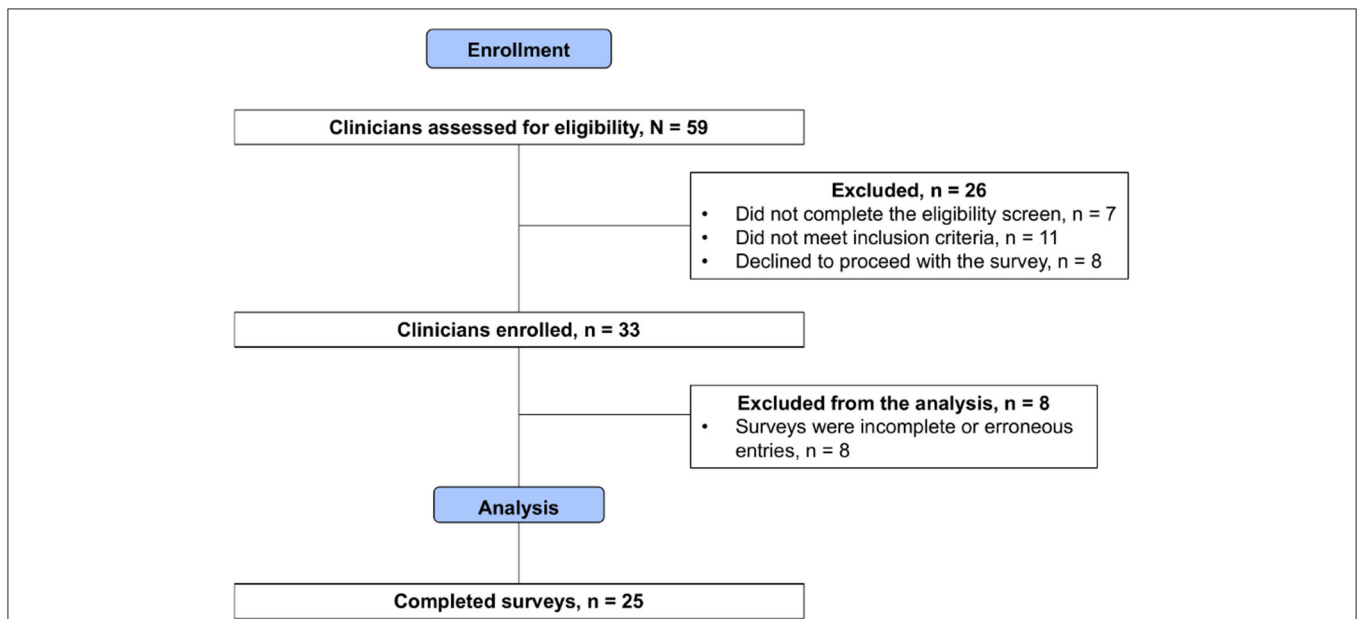 Enrollment
Clinicians assessed for eligibility, N = 59
Excluded, n = 26
• Did not complete the eligibility screen, n = 7
• Did not meet inclusion criteria, n = 11
• Declined to proceed with the survey, n = 8
Clinicians enrolled, n = 33
Excluded from the analysis, n = 8
• Surveys were incomplete or erroneous
entries, n = 8
Analysis
Completed surveys, n = 25